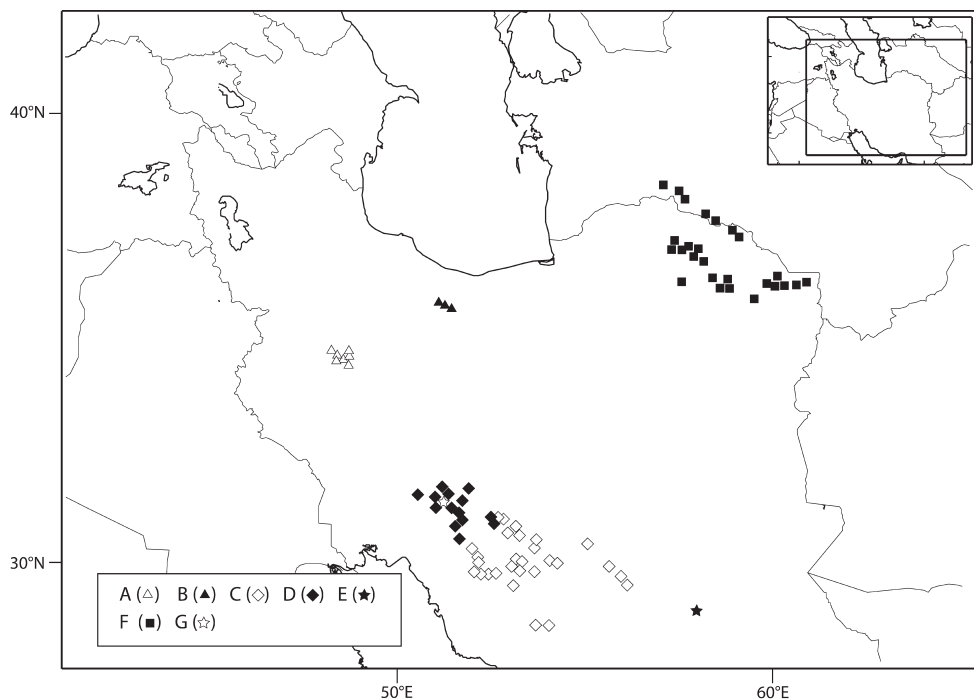 40°N
30°N
A (△) B (▲) C (◇) D (◆) E (★)
F (■) G (☆)
50°E 60°E